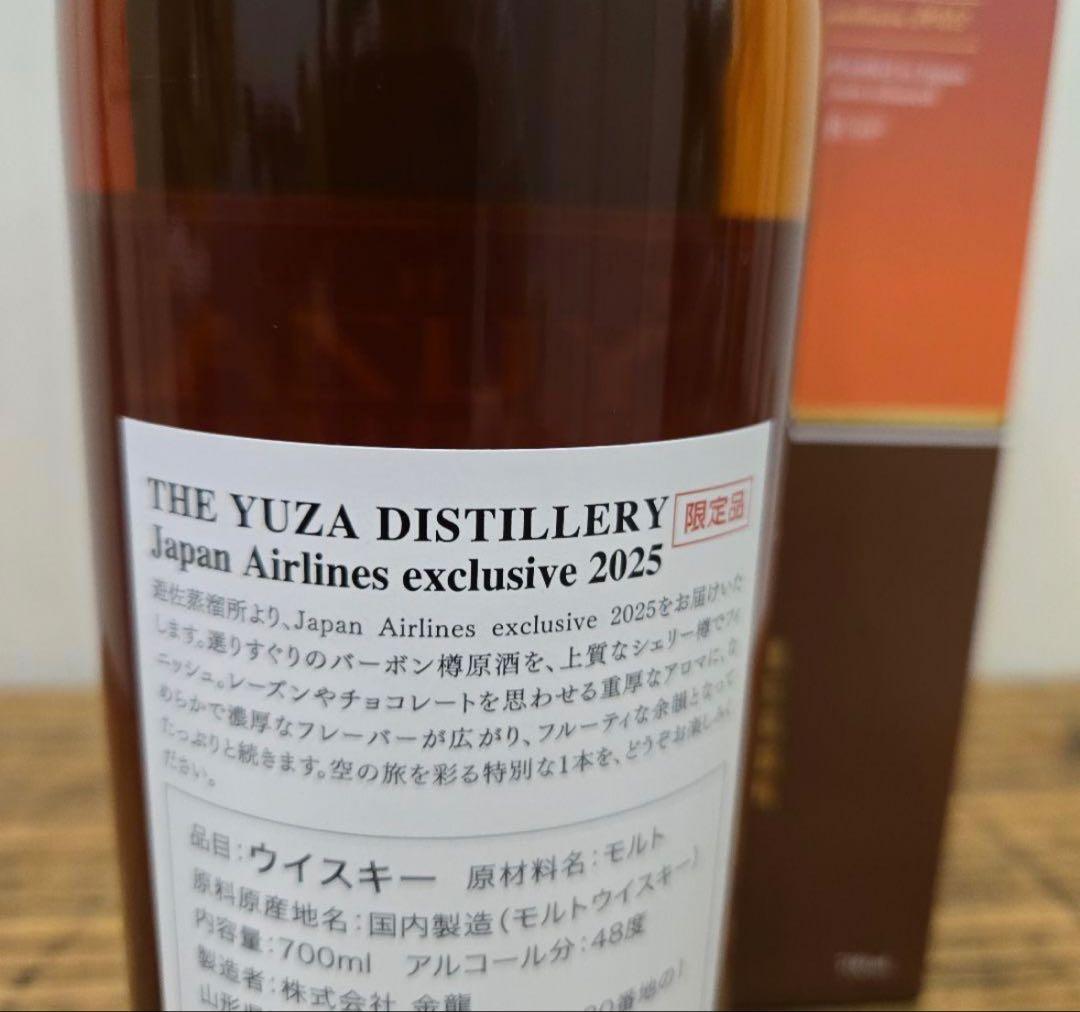 THE YUZA DISTILLERY 限定品
Japan Airlines exclusive 2025
遊佐蒸溜所より、Japan Airlines exclusive 2025をお届けいた
します。選りすぐりのバーボン樽原酒を、上質なシェリー樽でフィ
ニッシュ。レーズンやチョコレートを思わせる重厚なアロマに、な
めらかで濃厚なフレーバーが広がり、フルーティな余韻となって
たっぷりと続きます。空の旅を彩る特別な1本を、どうぞお楽しみく
ださい。
品目:ウイスキー 原材料名:モルト
原料原産地名:国内製造(モルトウイスキー)
内容量:700ml アルコール分:48度
製造者:株式会社 金龍
山形県